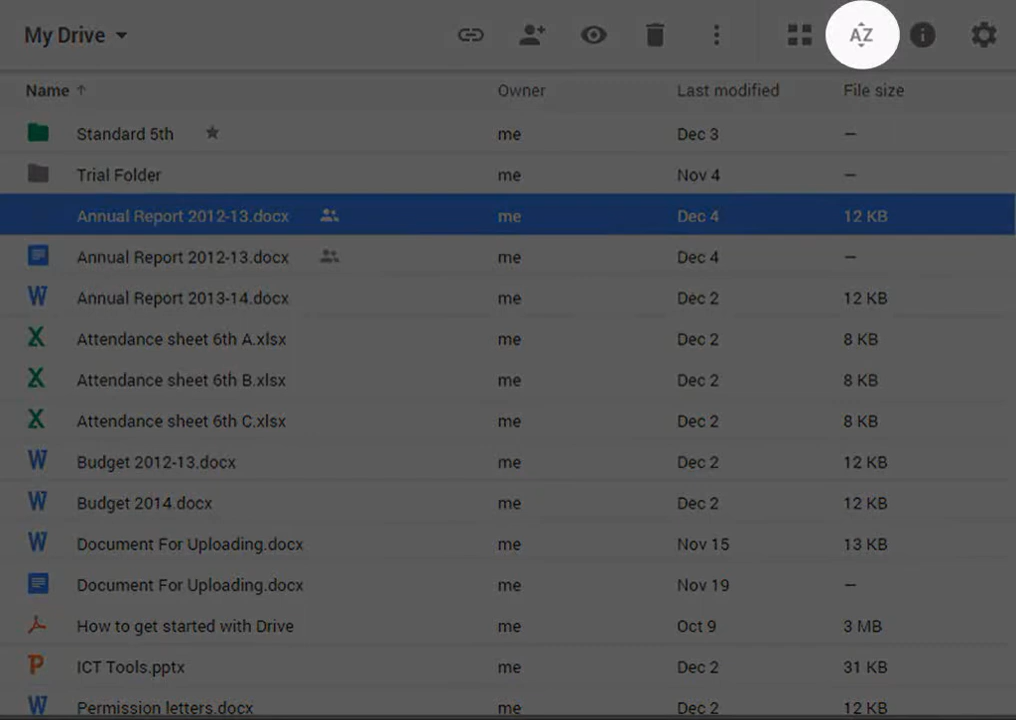 My Drive
AZ
Name Owner Last modified File size
Standard 5th me Dec 3 –
Trial Folder me Nov 4 –
Annual Report 2012-13.docx me Dec 4 12 KB
Annual Report 2012-13.docx me Dec 4 –
Annual Report 2013-14.docx me Dec 2 12 KB
Attendance sheet 6th A.xlsx me Dec 2 8 KB
Attendance sheet 6th B.xlsx me Dec 2 8 KB
Attendance sheet 6th C.xlsx me Dec 2 8 KB
Budget 2012-13.docx me Dec 2 12 KB
Budget 2014.docx me Dec 2 12 KB
Document For Uploading.docx me Nov 15 13 KB
Document For Uploading.docx me Nov 19 –
How to get started with Drive me Oct 9 3 MB
ICT Tools.pptx me Dec 2 31 KB
Permission letters.docx me Dec 2 12 KB